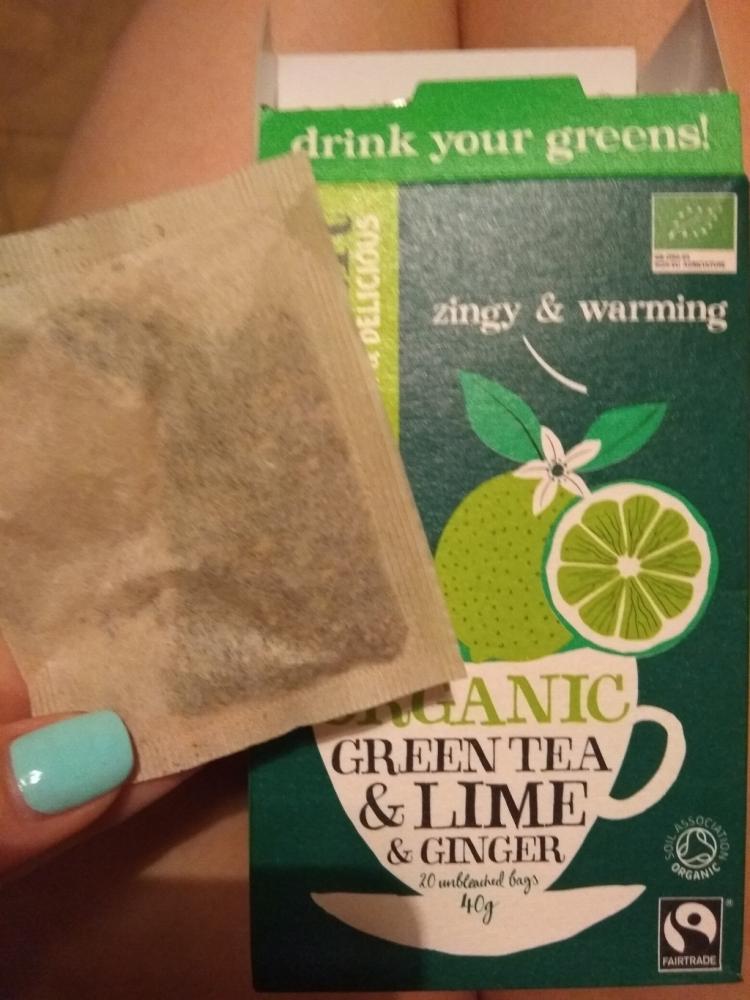 drink your greens!
& DELICIOUS
zingy & warming
ORGANIC
GREEN TEA
& LIME
& GINGER
20 unbleached bags
40g
SOIL ASSOCIATION
ORGANIC
FAIRTRADE